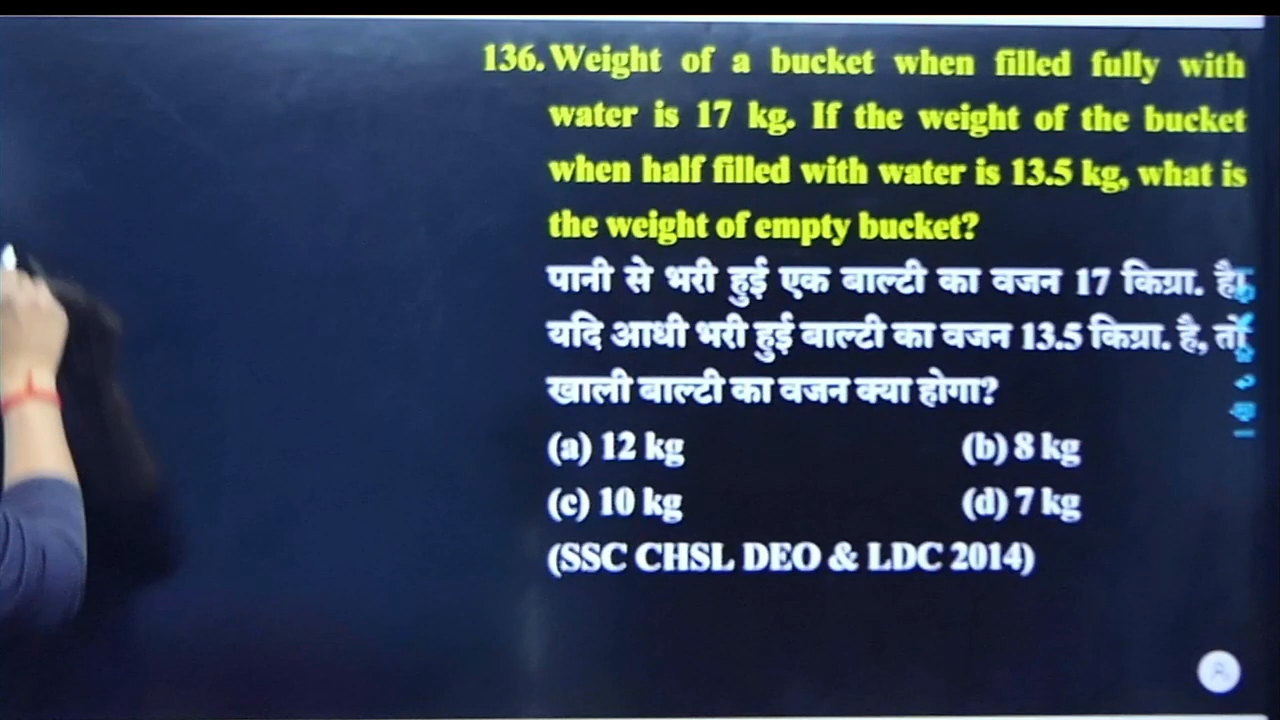 136. Weight of a bucket when filled fully with
water is 17 kg. If the weight of the bucket
when half filled with water is 13.5 kg, what is
the weight of empty bucket?
पानी से भरी हुई एक बाल्टी का वजन 17 किग्रा. है।
यदि आधी भरी हुई बाल्टी का वजन 13.5 किग्रा. है, तो
खाली बाल्टी का वजन क्या होगा?
(a) 12 kg (b) 8 kg
(c) 10 kg (d) 7 kg
(SSC CHSL DEO & LDC 2014)